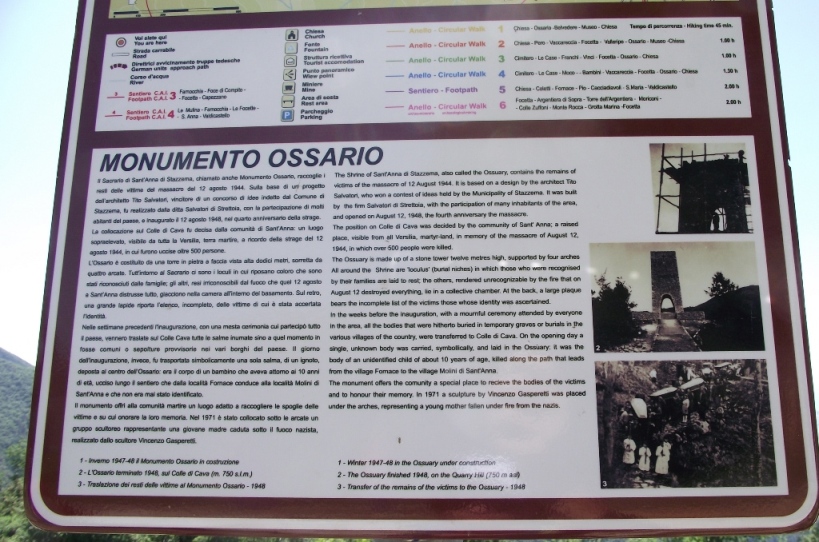 Voi siete qui
You are here
Strada carrabile
Road
Direttrici avvicinamento truppe tedesche
German units approach path
Corso d'acqua
River
3 Sentiero C.A.I. 3 Farnocchia - Foce di Compito -
Footpath C.A.I. - Focetta - Capezzano
4 Sentiero C.A.I. 4 La Mulina - Farnocchia - Le Focette -
Footpath C.A.I. - S. Anna - Valdicastello
Chiesa
Church
Fonte
Fountain
Struttura ricettiva
Tourist accomodation
Punto panoramico
View point
Miniere
Mine
Area di sosta
Rest area
P Parcheggio
Parking
Anello - Circular Walk 1 Chiesa - Ossario - Belvedere - Museo - Chiesa Tempo di percorrenza - Hiking time 45 min.
Anello - Circular Walk 2 Chiesa - Pero - Vaccareccia - Focetta - Valleripe - Ossario - Museo - Chiesa 1.00 h
Anello - Circular Walk 3 Cimitero - Le Case - Franchi - Vinci - Focetta - Ossario - Chiesa 1.00 h
Anello - Circular Walk 4 Cimitero - Le Case - Moco - Bambini - Vaccareccia - Focetta - Ossario - Chiesa 1.30 h
Sentiero - Footpath 5 Chiesa - Coletti - Fornace - S. Maria - Valdicastello 2.00 h
Anello - Circular Walk 6 Focetta - Argentiera di Sopra - Torre dell'Argentiera - Monconi -
- Colle Zuffoni - Monte Rocca - Grotta Marina - Focetta 2.00 h
MONUMENTO OSSARIO
Il Sacrario di Sant'Anna di Stazzema, chiamato anche Monumento Ossario, raccoglie i
resti delle vittime del massacro del 12 agosto 1944. Sulla base di un progetto
dell'architetto Tito Salvatori, vincitore di un concorso di idee indetto dal Comune di
Stazzema, fu realizzato dalla ditta Salvatori di Strettoia, con la partecipazione di molti
abitanti del paese, e inaugurato il 12 agosto 1948, nel quarto anniversario della strage.
La collocazione sul Colle di Cava fu decisa dalla comunità di Sant'Anna: un luogo
sopraelevato, visibile da tutta la Versilia, terra martire, a ricordo della strage del 12
agosto 1944, in cui furono uccise oltre 500 persone.
L'Ossario è costituito da una torre in pietra a faccia vista alta dodici metri, sorretta da
quattro arcate. Tutt'intorno al Sacrario ci sono i loculi in cui riposano coloro che sono
stati riconosciuti dalle famiglie; gli altri, resi irriconoscibili dal fuoco che quel 12 agosto
a Sant'Anna distrusse tutto, giacciono nella camera all'interno del basamento. Sul retro,
una grande lapide riporta l'elenco, incompleto, delle vittime di cui è stata accertata
l'identità.
Nelle settimane precedenti l'inaugurazione, con una mesta cerimonia cui partecipò tutto
il paese, vennero traslate sul Colle Cava tutte le salme inumate sino a quel momento in
fosse comuni o sepolture provvisorie nei vari borghi del paese. Il giorno
dell'inaugurazione, invece, fu trasportata simbolicamente una sola salma, di un ignoto,
deposta al centro dell'Ossario: era il corpo di un bambino che aveva attorno ai 10 anni
di età, ucciso lungo il sentiero che dalla località Fornace conduce alla località Molini di
Sant'Anna e che non era mai stato identificato.
Il monumento offrì alla comunità martire un luogo adatto a raccogliere le spoglie delle
vittime e su cui onorare la loro memoria. Nel 1971 è stato collocato sotto le arcate un
gruppo scultoreo rappresentante una giovane madre caduta sotto il fuoco nazista,
realizzato dallo scultore Vincenzo Gasperetti.
The Shrine of Sant'Anna di Stazzema, also called the Ossuary, contains the remains of
victims of the massacre of 12 August 1944. It is based on a design by the architect Tito
Salvatori, who won a contest of ideas held by the Municipality of Stazzema. It was built
by the firm Salvatori di Strettoia, with the participation of many inhabitants of the area,
and opened on August 12, 1948, the fourth anniversary the massacre.
The position on Colle di Cava was decided by the community of Sant' Anna; a raised
place, visible from all Versilia, martyr-land, in memory of the massacre of August 12,
1944, in which over 500 people were killed.
The Ossuary is made up of a stone tower twelve metres high, supported by four arches
All around the Shrine are 'loculus' (burial niches) in which those who were recognised
by their families are laid to rest; the others, rendered unrecognizable by the fire that on
August 12 destroyed everything, lie in a collective chamber. At the back, a large plaque
bears the incomplete list of the victims those whose identity was ascertained.
In the weeks before the inauguration, with a mournful ceremony attended by everyone
in the area, all the bodies that were hitherto buried in temporary graves or burials in the
various villages of the country, were transferred to Colle di Cava. On the opening day a
single, unknown body was carried, symbolically, and laid in the Ossuary: it was the
body of an unidentified child of about 10 years of age, killed along the path that leads
from the village Fornace to the village Molini di Sant'Anna.
The monument offers the comunity a special place to recieve the bodies of the victims
and to honour their memory. In 1971 a sculpture by Vincenzo Gasperetti was placed
under the arches, representing a young mother fallen under fire from the nazis.
1 - Inverno 1947-48 il Monumento Ossario in costruzione
2 - L'Ossario terminato 1948, sul Colle di Cava (m. 750 s.l.m.)
3 - Traslazione dei resti delle vittime al Monumento Ossario - 1948
1 - Winter 1947-48 in the Ossuary under construction
2 - The Ossuary finished 1948, on the Quarry Hill (750 m asl)
3 - Transfer of the remains of the victims to the Ossuary - 1948
2
3